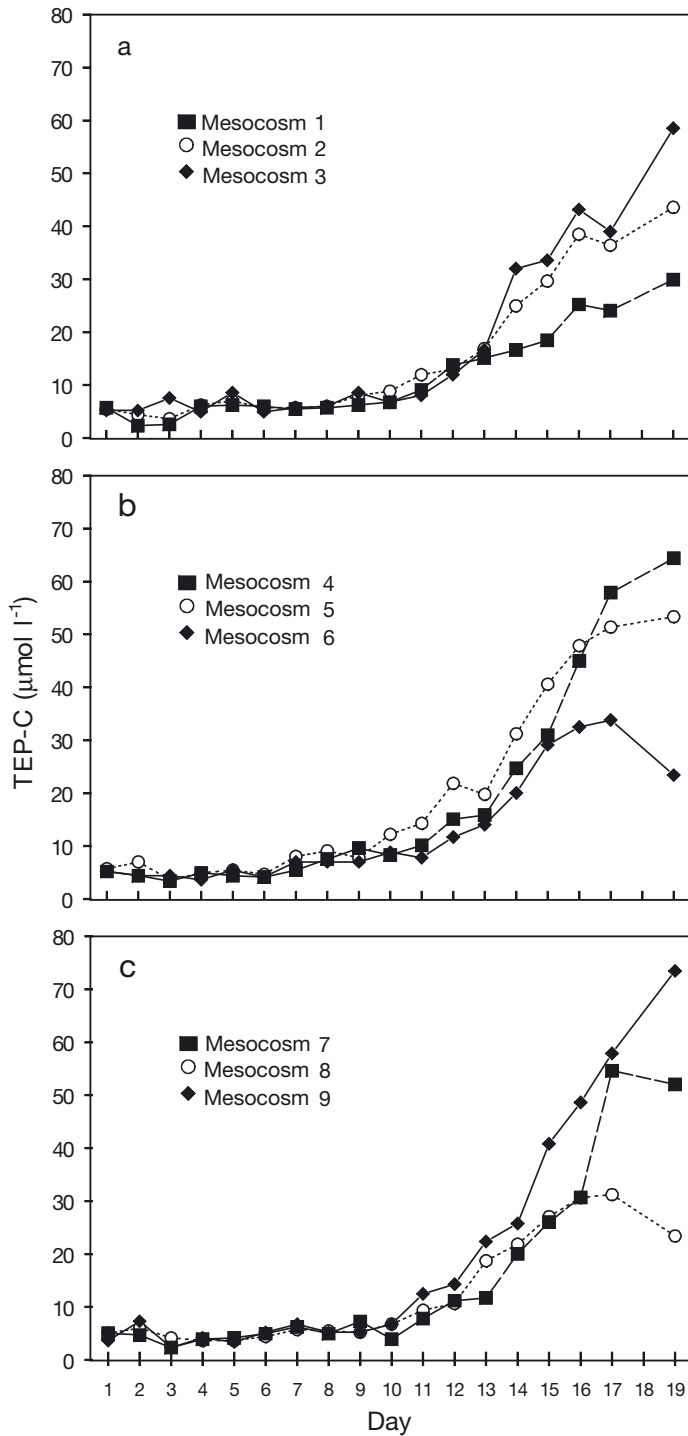 80
a
70
60
Mesocosm 1
Mesocosm 2
50
Mesocosm 3
40
30
20
10
0
80
b
70
60
Mesocosm 4
Mesocosm 5
50
Mesocosm 6
40
30
20
10
0
TEP-C (µmol l⁻¹)
80
c
70
60
Mesocosm 7
Mesocosm 8
50
Mesocosm 9
40
30
20
10
0
1 2 3 4 5 6 7 8 9 10 11 12 13 14 15 16 17 19
Day